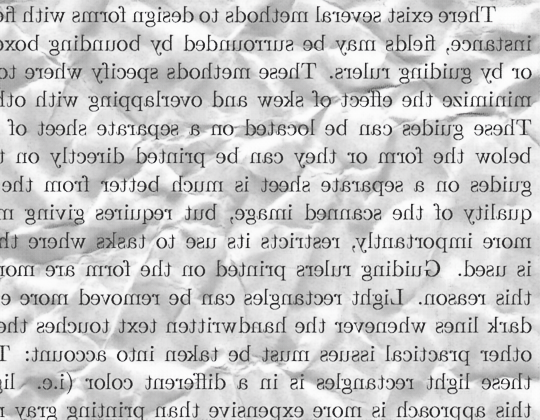 There exist several methods to design forms with
instance, fields may be surrounded by bounding
or by guiding rulers. These methods specify where to
minimize the effect of skew and overlapping with
These guides can be located on a separate sheet of
below the form or they can be printed directly on
guides on a separate sheet is much better from the
quality of the scanned image, but requires giving
more importantly, restricts its use to tasks where
is used. Guiding rulers printed on the form are
this reason. Light rectangles can be removed more
dark lines whenever the handwritten text touches the
other practical issues must be taken into account:
these light rectangles is in a different color (i.e.
this approach is more expensive than printing gray